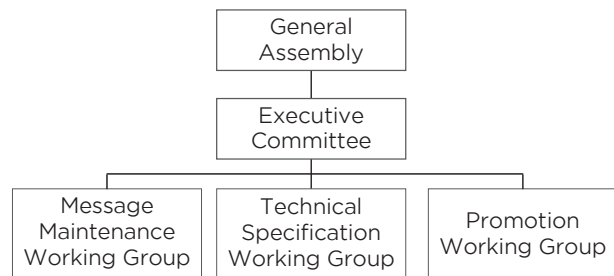 General
Assembly
Executive
Committee
Message
Maintenance
Working Group
Technical
Specification
Working Group
Promotion
Working Group